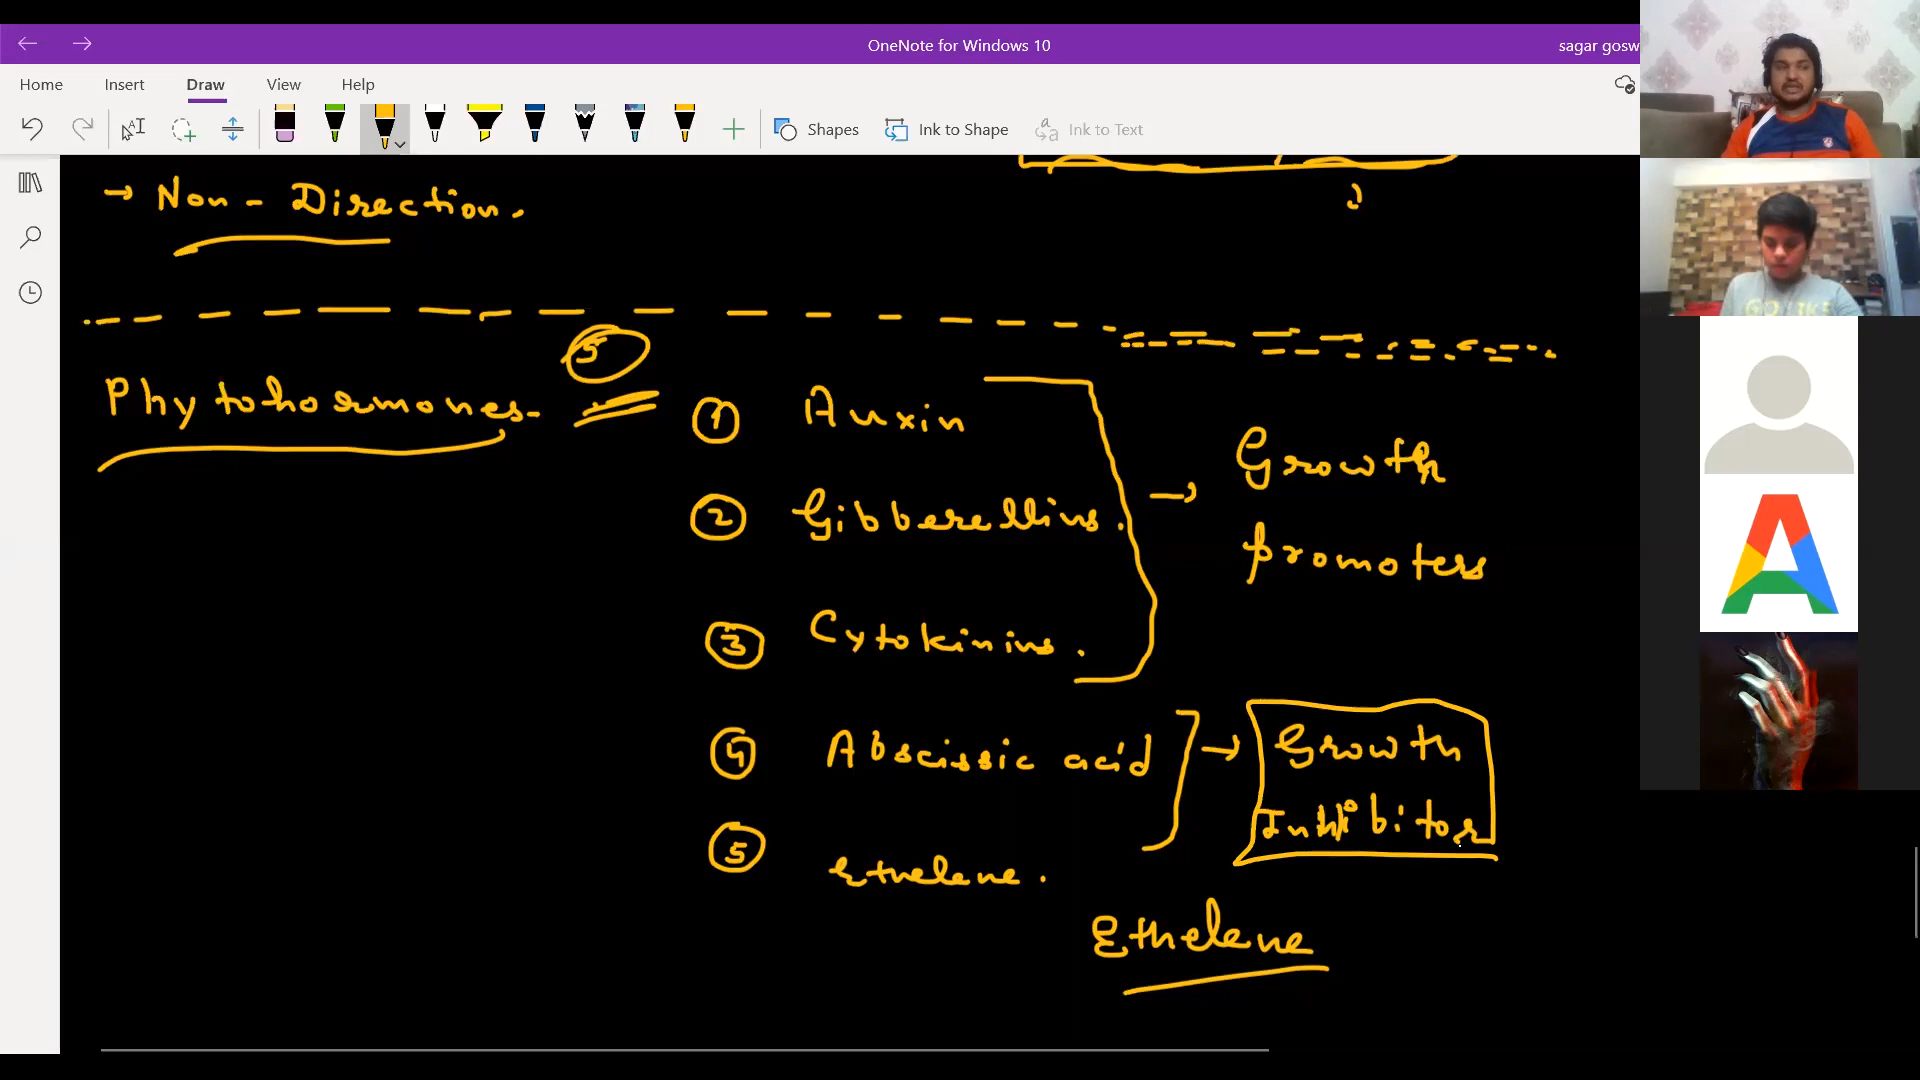 OneNote for Windows 10
sagar gosw
Home Insert Draw View Help
Shapes Ink to Shape Ink to Text
→ Non - Direction.
Phytohormones- 5
① Auxin
② Gibberellins.
③ Cytokinins.
→ Growth
promoters
④ Abscissic acid
⑤ Ethelene.
→ Growth
Inhibitor
Ethelene